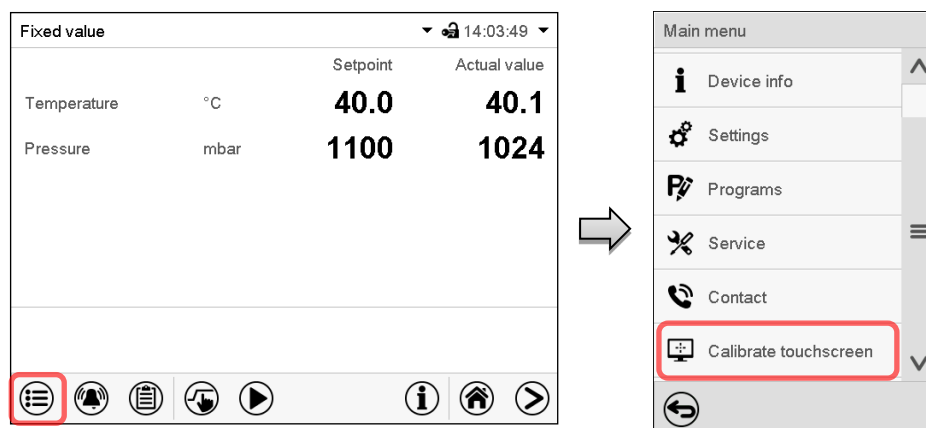 Fixed value 14:03:49
Setpoint Actual value
Temperature °C 40.0 40.1
Pressure mbar 1100 1024
Main menu
Device info
Settings
Programs
Service
Contact
Calibrate touchscreen